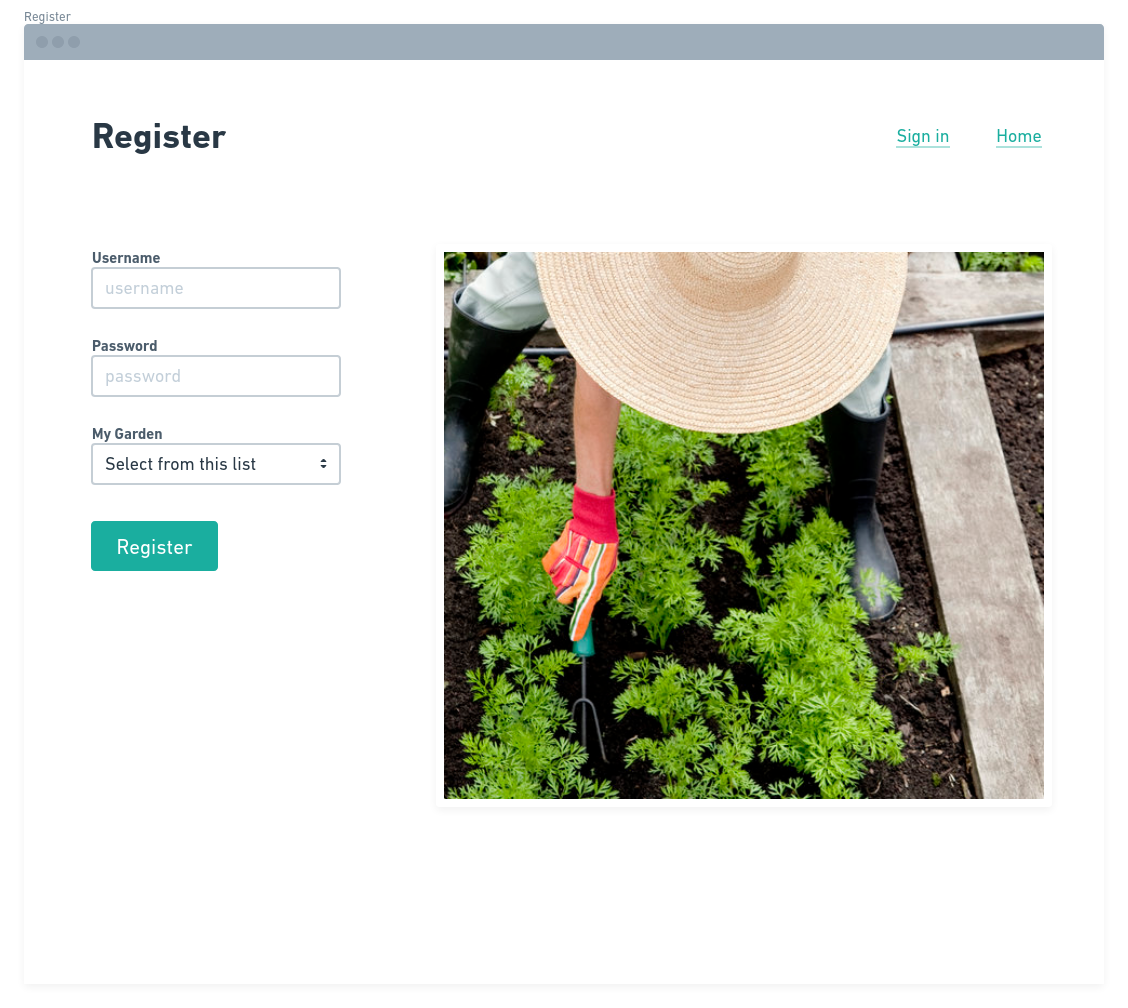 Register
Register
Sign in
Home
Username
username
Password
password
My Garden
Select from this list
Register